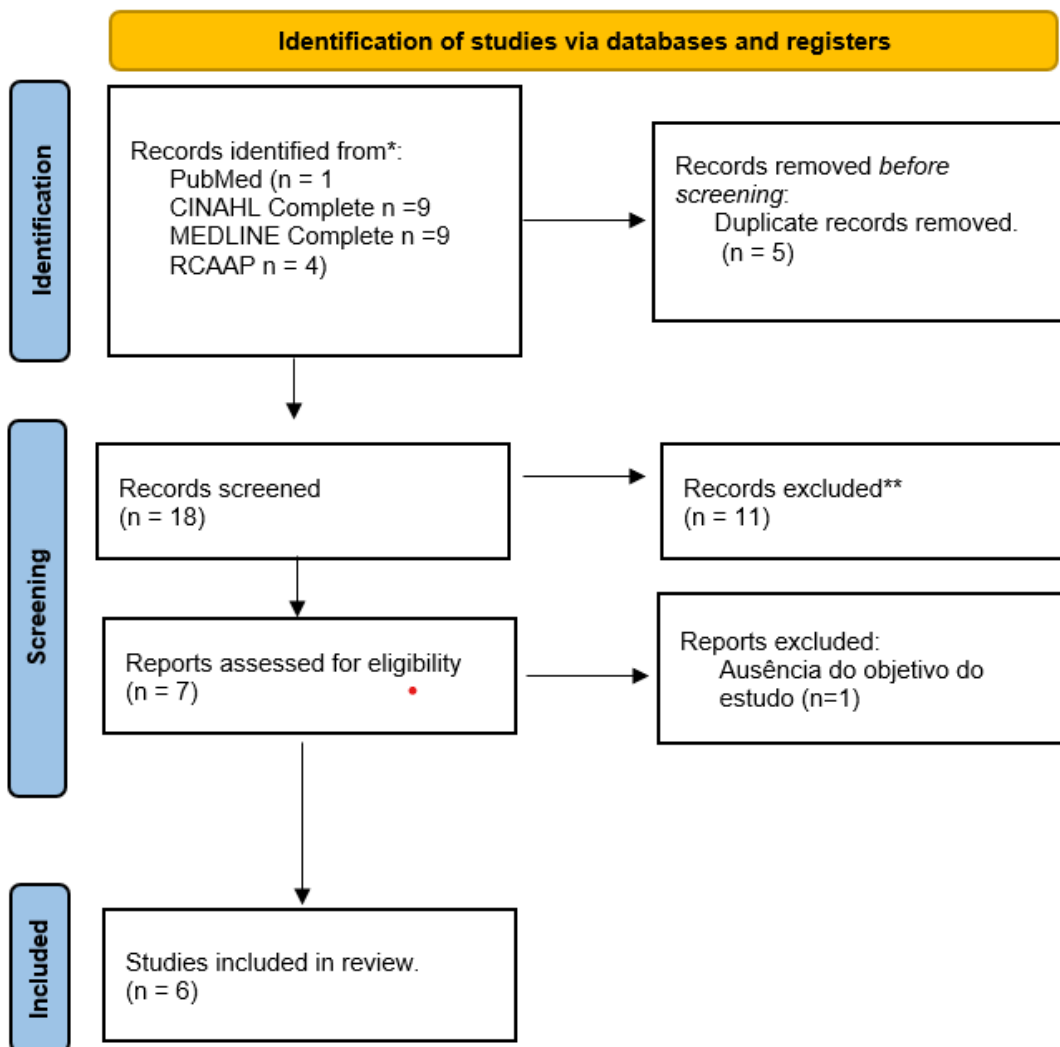 Identification of studies via databases and registers
Identification
Records identified from*:
PubMed (n = 1
CINAHL Complete n =9
MEDLINE Complete n =9
RCAAP n = 4)
Records removed before
screening:
Duplicate records removed.
(n = 5)
Screening
Records screened
(n = 18)
Records excluded**
(n = 11)
Reports assessed for eligibility
(n = 7)
Reports excluded:
Ausência do objetivo do
estudo (n=1)
Included
Studies included in review.
(n = 6)